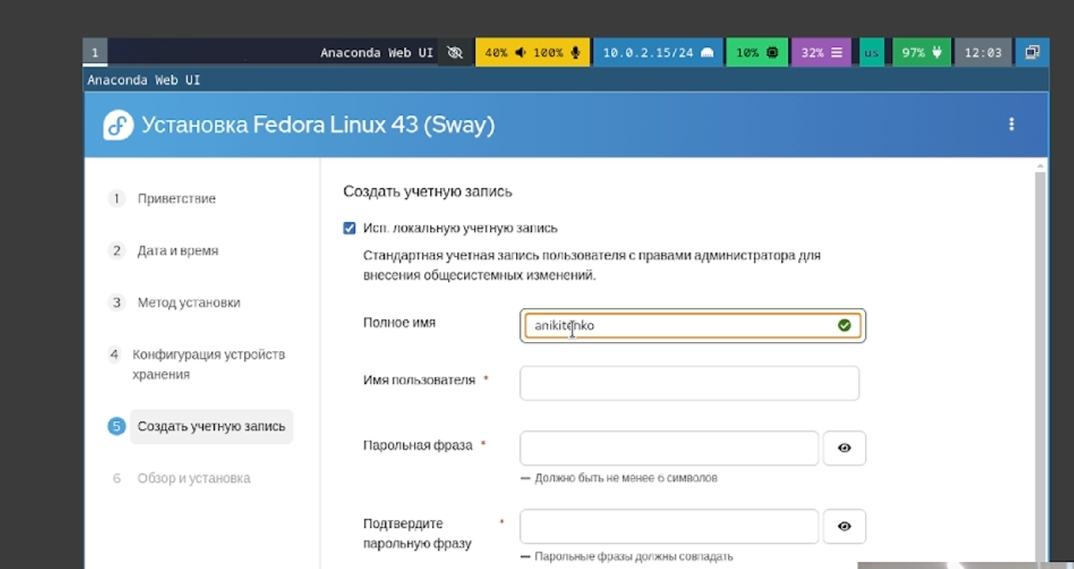 1 Anaconda Web UI 40% 100% 10.0.2.15/24 10% 32% us 97% 12:03
Anaconda Web UI
Установка Fedora Linux 43 (Sway)
1 Приветствие
2 Дата и время
3 Метод установки
4 Конфигурация устройств
хранения
5 Создать учетную запись
6 Обзор и установка
Создать учетную запись
Исп. локальную учетную запись
Стандартная учетная запись пользователя с правами администратора для
внесения общесистемных изменений.
Полное имя
anikitenko
Имя пользователя *
Парольная фраза *
— Должно быть не менее 6 символов
Подтвердите *
парольную фразу
— Парольные фразы должны совпадать